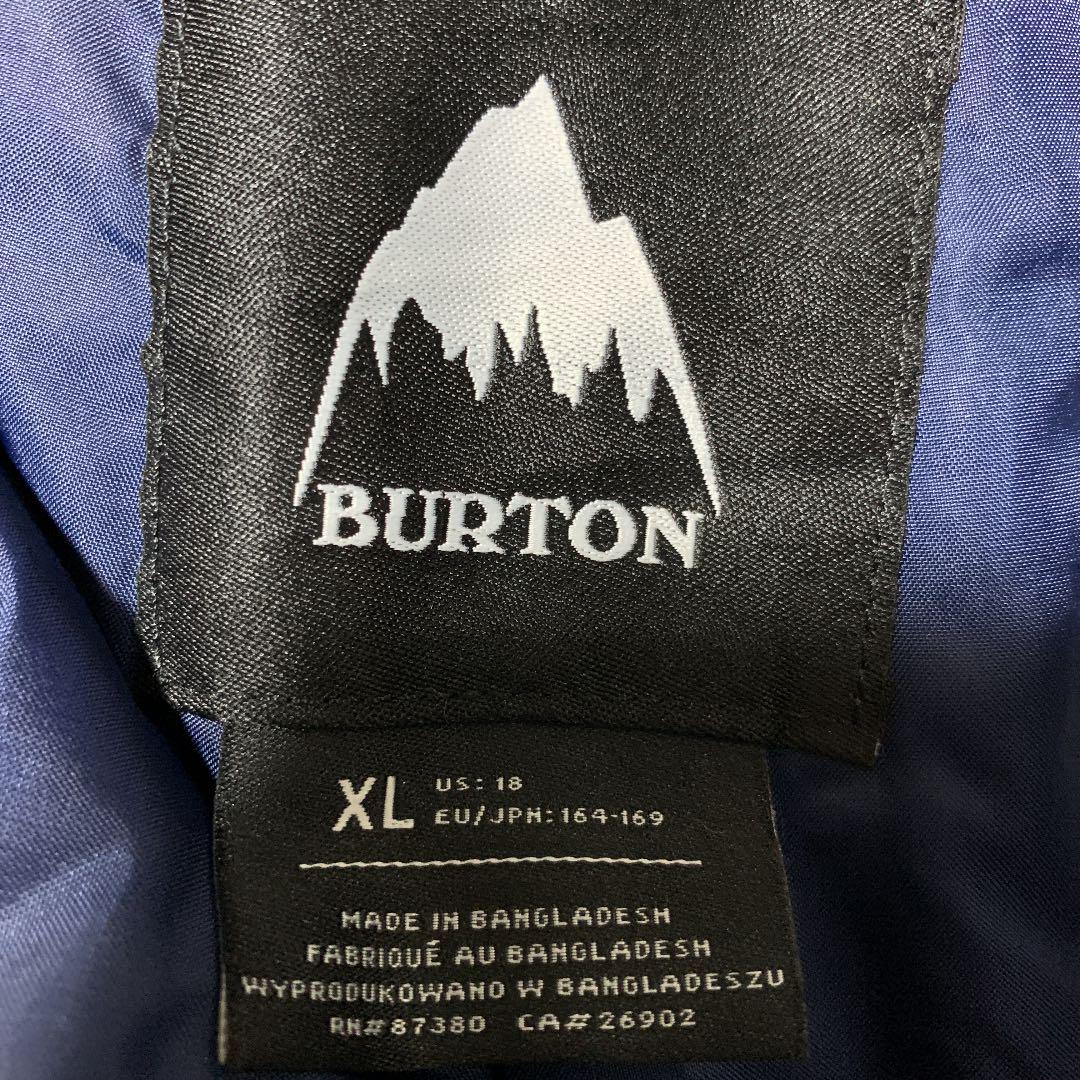 BURTON
XL US: 18
EU/JPN: 164-169
MADE IN BANGLADESH
FABRIQUÉ AU BANGLADESH
WYPRODUKOWANO W BANGLADESZU
RN#87380 CA#26902